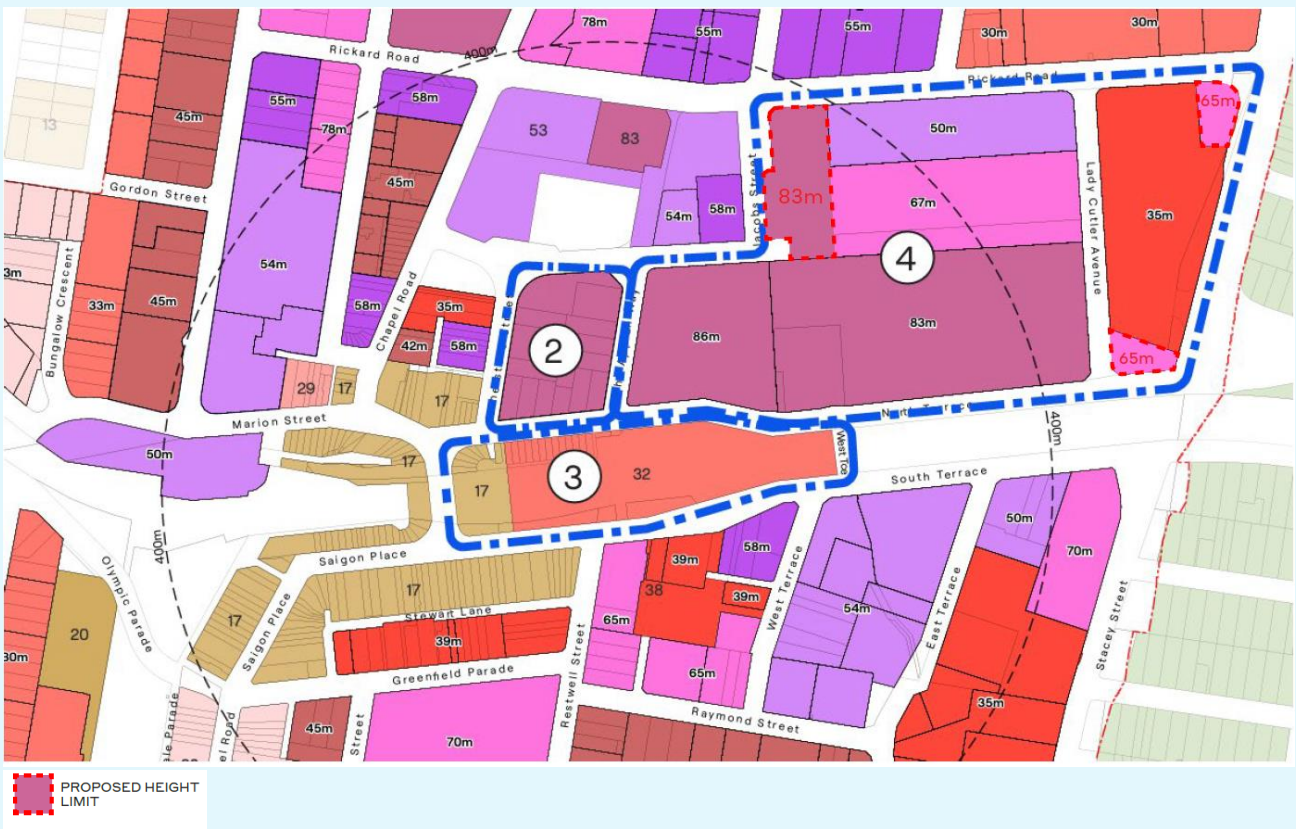 78m
55m
55m
30m
30m
Rickard Road
400m
Rickard Road
55m
58m
65m
45m
78m
53
83
50m
13
45m
Jacobs Street
83m
67m
Lady Cutler Avenue
35m
Gordon Street
54m
58m
3m
33m
45m
Bungalow Crescent
54m
58m
Chapel Road
35m
42m
58m
2
86m
4
83m
65m
29
17
17
Marion Street
North Terrace
400m
50m
17
17
3
32
West Tce
South Terrace
50m
70m
400m
Olympic Parade
Saigon Place
17
39m
58m
38
39m
West Terrace
54m
East Terrace
Stacey Street
20
17
Saigon Place
Stewart Lane
39m
65m
Restwell Street
65m
30m
Greenfield Parade
Raymond Street
35m
45m
Street
70m
PROPOSED HEIGHT
LIMIT